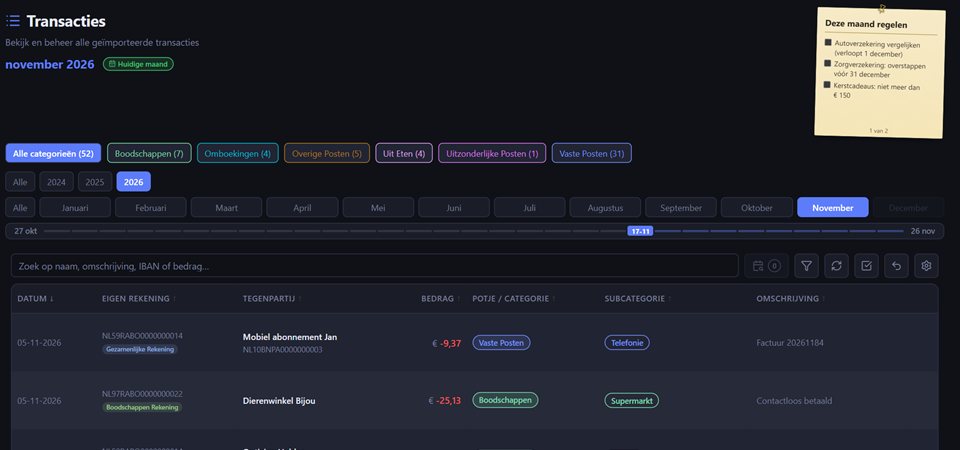 Transacties
Bekijk en beheer alle geïmporteerde transacties
november 2026 Huidige maand
Deze maand regelen
Autoverzekering vergelijken
(verloopt 1 december)
Zorgverzekering: overstappen
vóór 31 december
Kerstcadeaus: niet meer dan
€ 150
1 van 2
Alle categorieën (52) Boodschappen (7) Omboekingen (4) Overige Posten (5) Uit Eten (4) Uitzonderlijke Posten (1) Vaste Posten (31)
Alle 2024 2025 2026
Alle Januari Februari Maart April Mei Juni Juli Augustus September Oktober November December
27 okt 17-11 26 nov
Zoek op naam, omschrijving, IBAN of bedrag... 0
DATUM ↓ EIGEN REKENING ↑ TEGENPARTIJ ↑ BEDRAG ↑ POTJE / CATEGORIE ↑ SUBCATEGORIE ↑ OMSCHRIJVING ↑
05-11-2026 NL59RABO0000000014 Gezamenlijke Rekening Mobiel abonnement Jan NL10BNPA0000000003 € -9,37 Vaste Posten Telefonie Factuur 20261184
05-11-2026 NL97RABO0000000022 Boodschappen Rekening Dierenwinkel Bijou € -25,13 Boodschappen Supermarkt Contactloos betaald